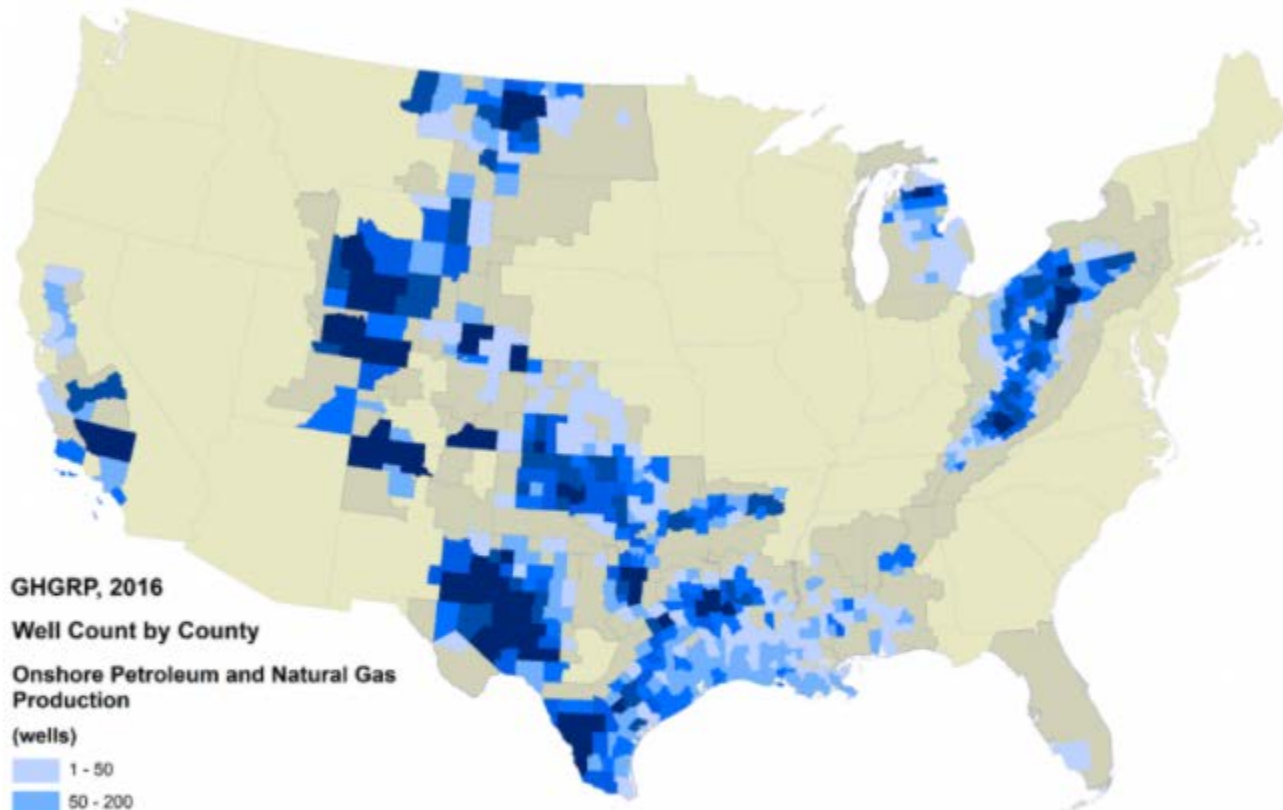 GHGRP, 2016
Well Count by County
Onshore Petroleum and Natural Gas
Production
(wells)
1 - 50
50 - 200